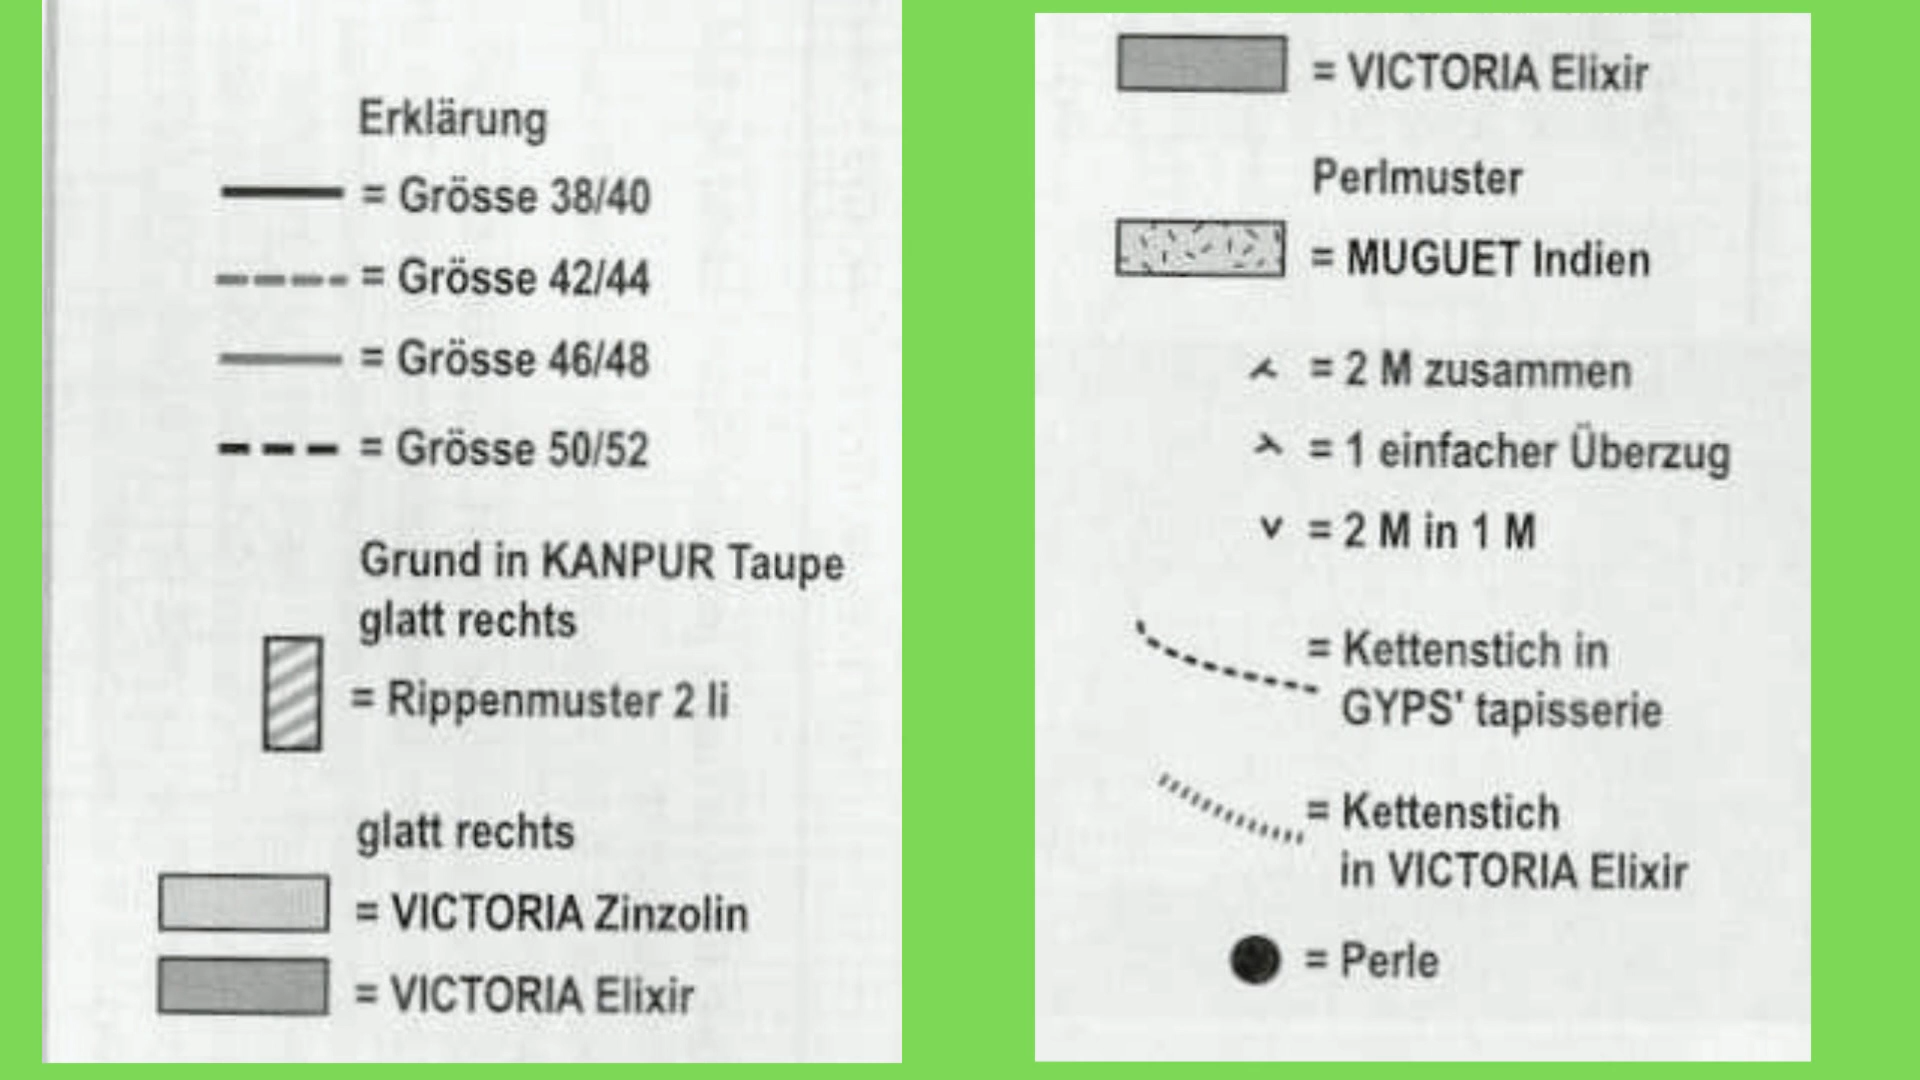 Erklärung
= Grösse 38/40
= Grösse 42/44
= Grösse 46/48
= Grösse 50/52
Grund in KANPUR Taupe
glatt rechts
= Rippenmuster 2 li
glatt rechts
= VICTORIA Zinzolin
= VICTORIA Elixir
= VICTORIA Elixir
Perlmuster
= MUGUET Indien
= 2 M zusammen
= 1 einfacher Überzug
v = 2 M in 1 M
= Kettenstich in
GYPS' tapisserie
= Kettenstich
in VICTORIA Elixir
= Perle